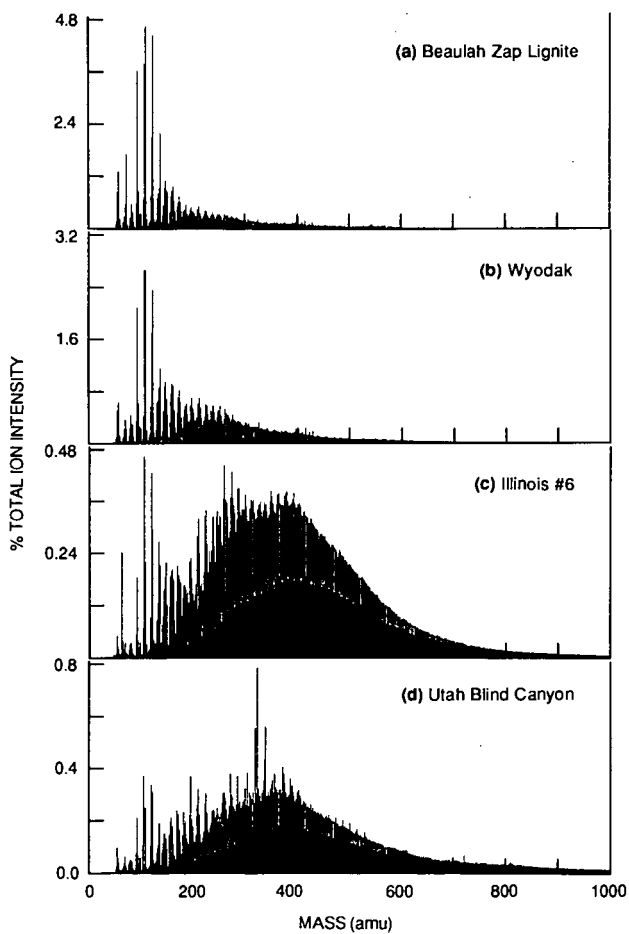 4.8
(a) Beaulah Zap Lignite
2.4
3.2
(b) Wyodak
1.6
% TOTAL ION INTENSITY
0.48
(c) Illinois #6
0.24
0.8
(d) Utah Blind Canyon
0.4
0.0
0 200 400 600 800 1000
MASS (amu)